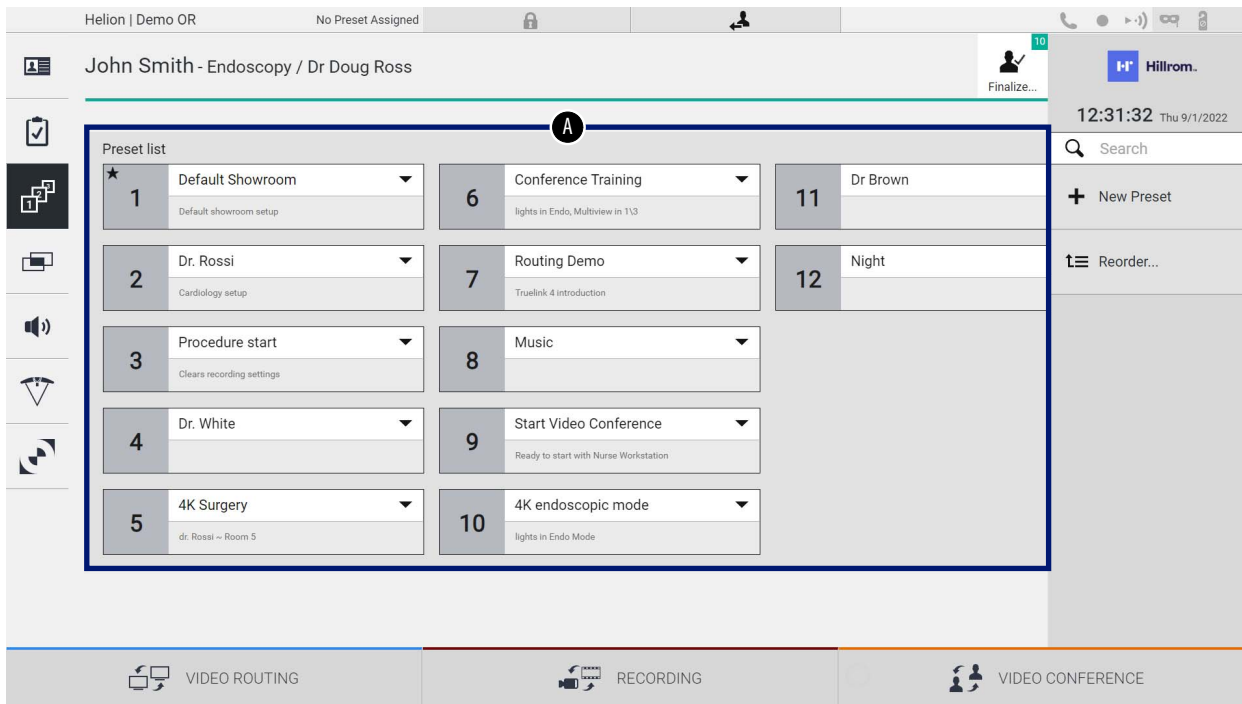 Helion | Demo OR
No Preset Assigned
John Smith - Endoscopy / Dr Doug Ross
10
Finalize...
Hillrom™
12:31:32 Thu 9/1/2022
A
Preset list
1
Default Showroom
Default showroom setup
2
Dr. Rossi
Cardiology setup
3
Procedure start
Clears recording settings
4
Dr. White
5
4K Surgery
dr. Rossi ~ Room 5
6
Conference Training
lights in Endo, Multiview in 1\3
7
Routing Demo
Truelink 4 introduction
8
Music
9
Start Video Conference
Ready to start with Nurse Workstation
10
4K endoscopic mode
lights in Endo Mode
11
Dr Brown
12
Night
Search
New Preset
Reorder...
VIDEO ROUTING
RECORDING
VIDEO CONFERENCE